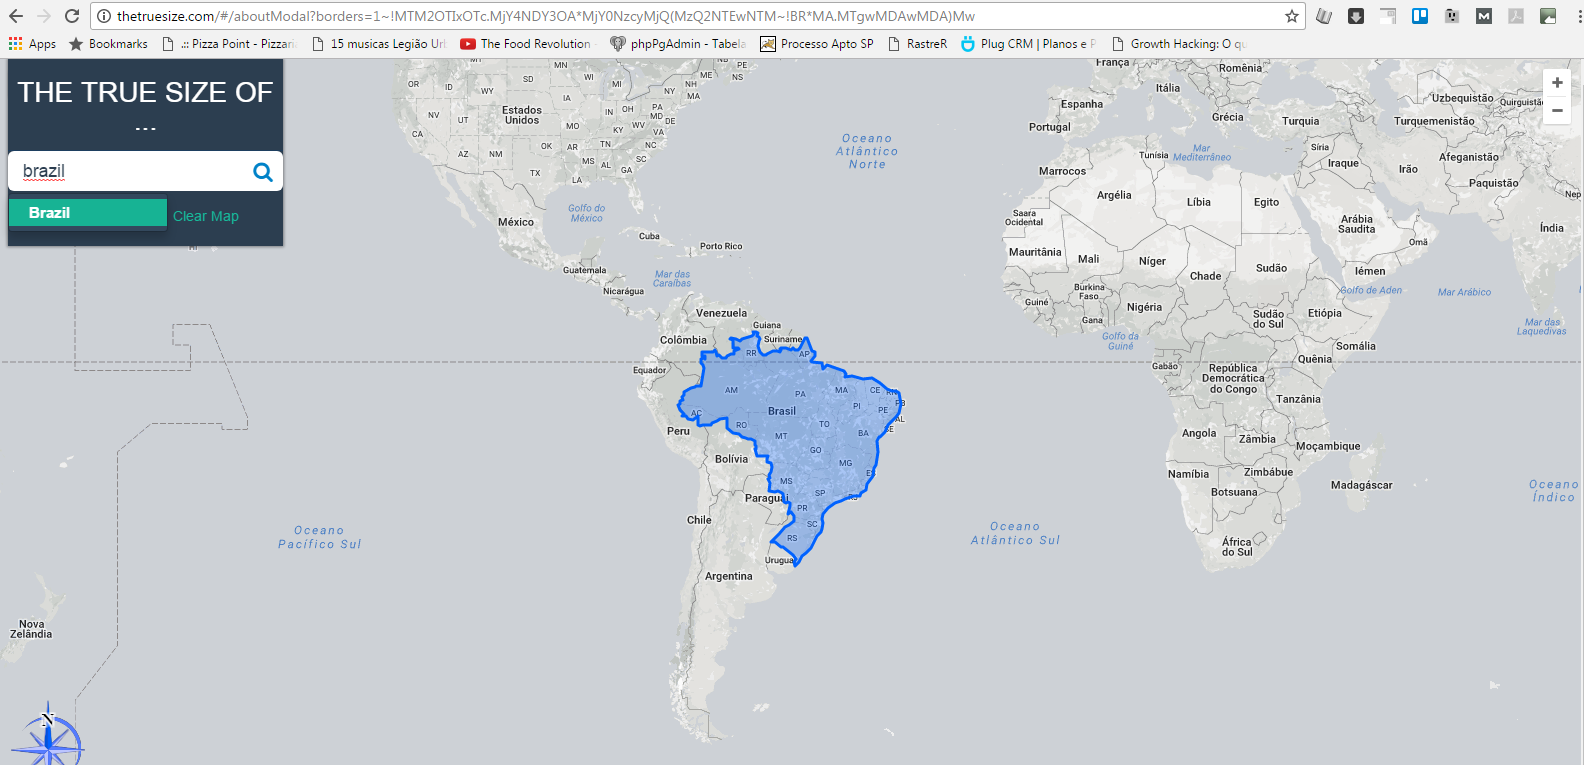 thetruesize.com/#/aboutModal?borders=1~!MTM2OTIxOTc.MjY4NDY3OA*MjY0NzcyMjQ(MzQ2NTEwNTM~!BR*MA.MTgwMDAwMDA)Mw
Apps Bookmarks .:: Pizza Point - Pizzari 15 musicas Legião Ur The Food Revolution - phpPgAdmin - Tabela Processo Apto SP RastreR Plug CRM | Planos e P Growth Hacking: O qu
THE TRUE SIZE OF
- - -
brazil
Brazil
Clear Map
HI
MT
ND
MN
SD
WI
MI
OR
ID
WY
NE
IA
NV
UT
CO
CA
AZ
NM
KS
MO
OK
AR
TX
LA
MS
AL
GA
SC
NC
TN
KY
VA
WV
IL
IN
OH
PA
MD
DE
NJ
MA
NY
VT
NH
ME
NB
NS
PE
Estados
Unidos
Oceano
Atlântico
Norte
México
Golfo do
México
Cuba
Porto Rico
Guatemala
Mar das
Caraíbas
Nicarágua
Venezuela
Guiana
Suriname
Colômbia
Equador
Peru
Brasil
RR
AP
AM
PA
MA
CE
RN
PB
PI
PE
AL
SE
AC
RO
TO
BA
MT
GO
MG
ES
MS
SP
RJ
PR
SC
RS
Bolívia
Paraguai
Chile
Uruguai
Argentina
Oceano
Pacífico Sul
Oceano
Atlântico Sul
Oceano
Índico
Nova
Zelândia
N
França
Romênia
Itália
Espanha
Portugal
Grécia
Turquia
Uzbequistão
Quirguistão
Turquemenistão
Mar
Mediterrâneo
Tunísia
Síria
Iraque
Irão
Afeganistão
Paquistão
Nep
Marrocos
Argélia
Líbia
Egito
Saara
Ocidental
Arábia
Saudita
Omã
Índia
Mauritânia
Mali
Níger
Chade
Sudão
Iémen
Golfo de Aden
Mar Arábico
Burkina
Faso
Guiné
Gana
Nigéria
Sudão
do Sul
Etiópia
Mar das
Laquedivas
Golfo da
Guiné
Somália
Gabão
República
Democrática
do Congo
Quênia
Tanzânia
Angola
Zâmbia
Moçambique
Namíbia
Zimbábue
Botsuana
Madagáscar
África
do Sul